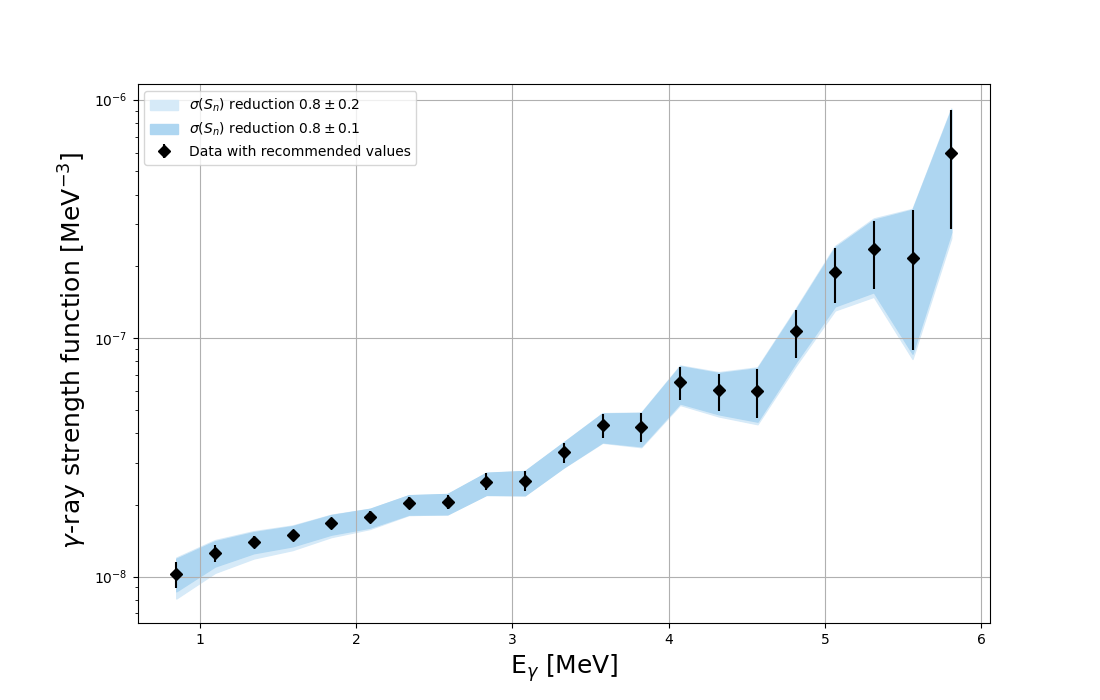 σ(Sₙ) reduction 0.8 ± 0.2
σ(Sₙ) reduction 0.8 ± 0.1
Data with recommended values
γ-ray strength function [MeV⁻³]
10⁻⁶
10⁻⁷
10⁻⁸
1 2 3 4 5 6
Eᵧ [MeV]